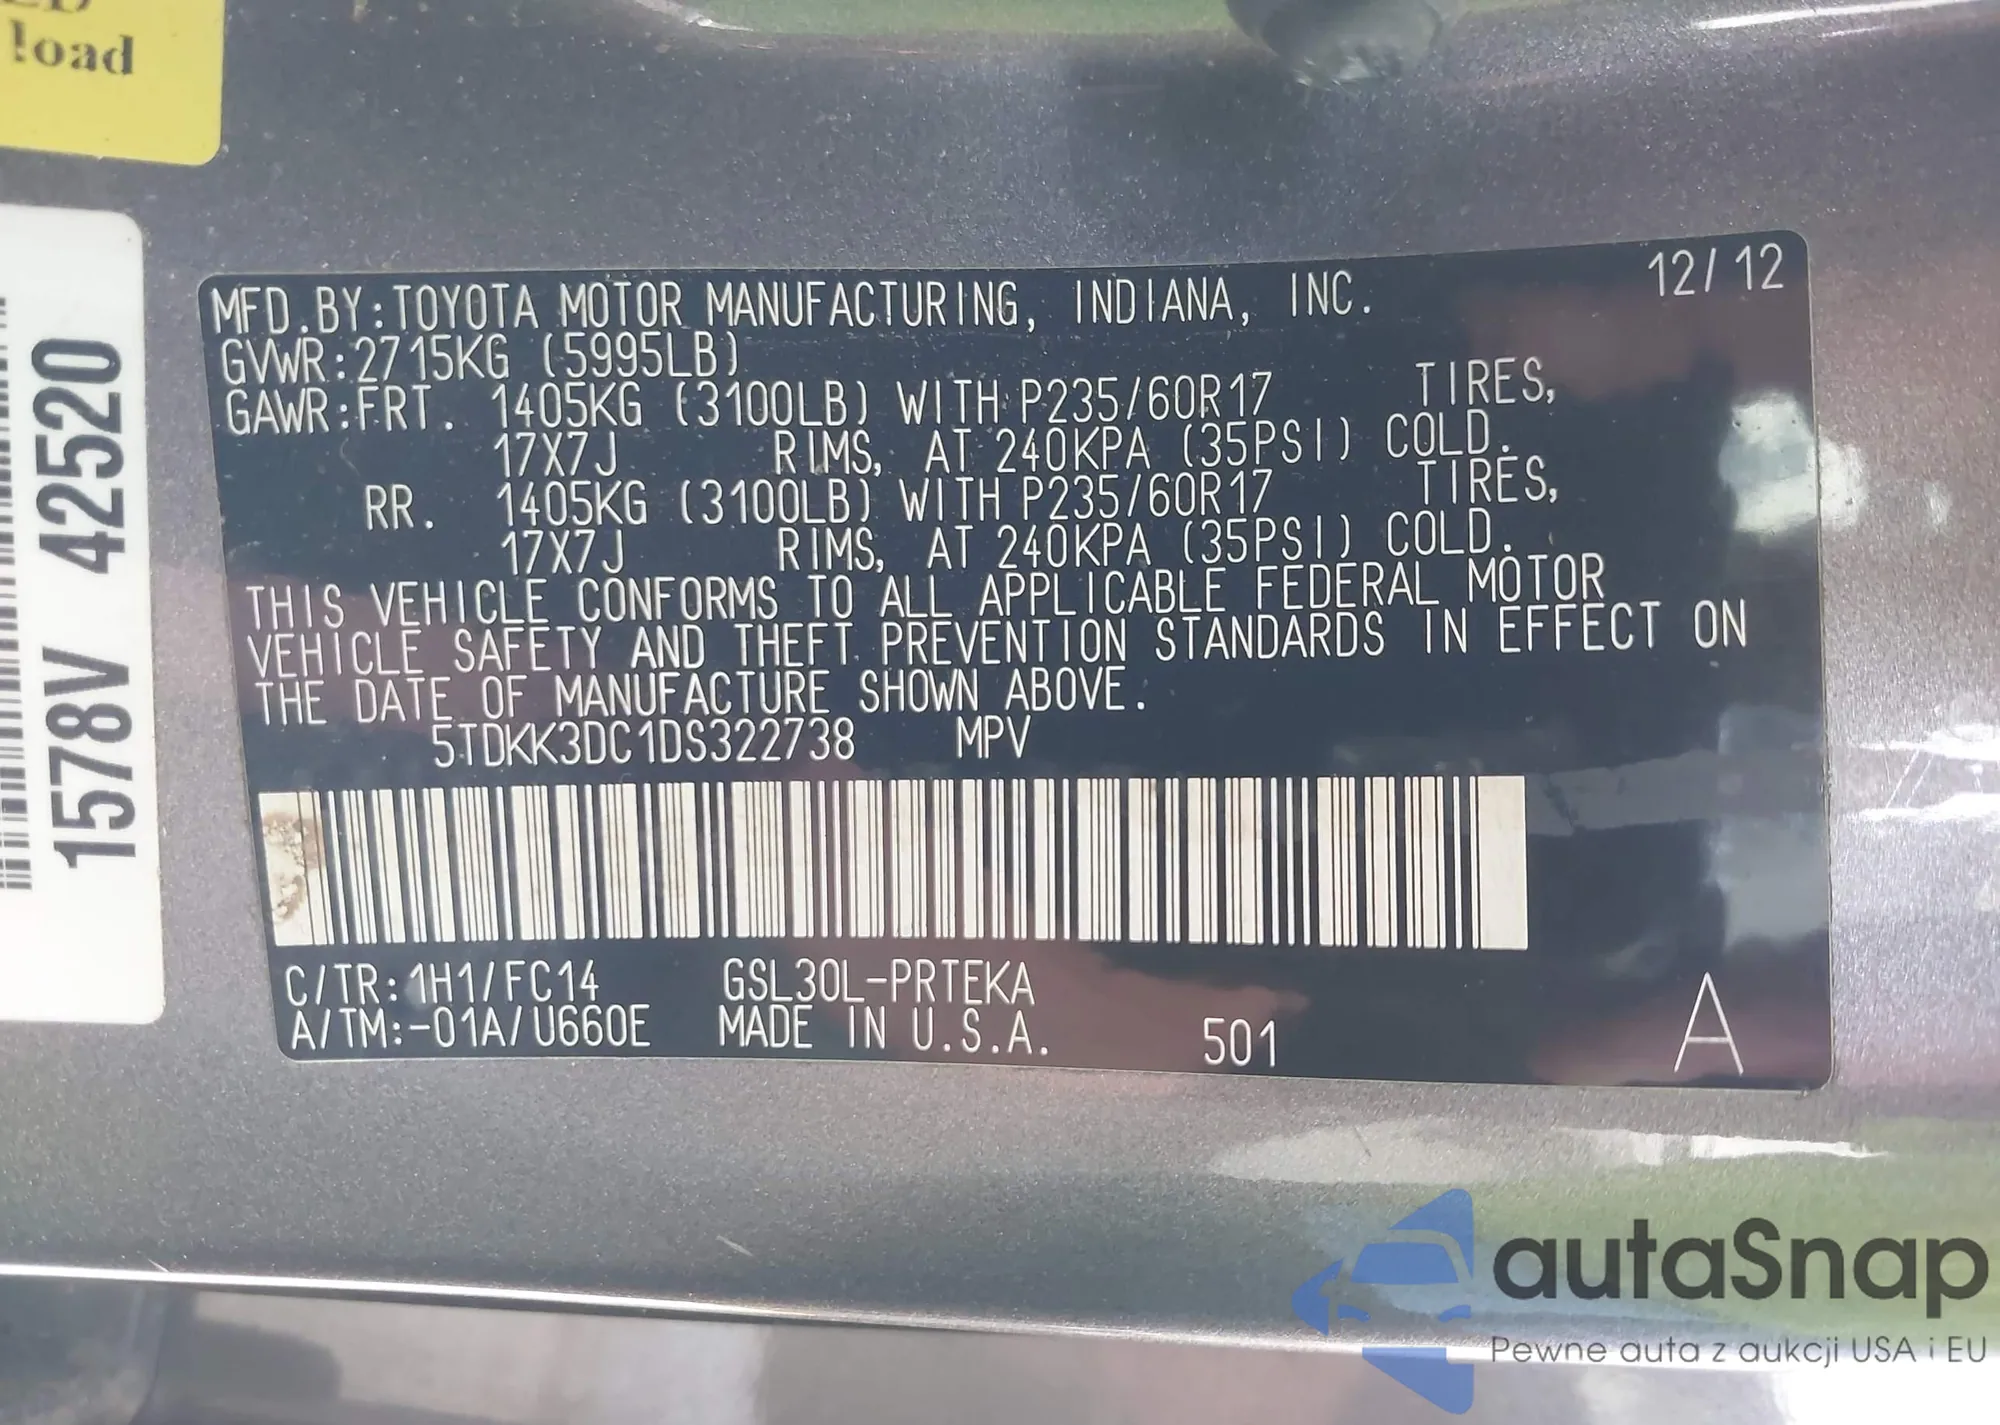 load
1578V 42520
MFD.BY:TOYOTA MOTOR MANUFACTURING, INDIANA, INC. 12/12
GVWR:2715KG (5995LB)
GAWR:FRT. 1405KG (3100LB) WITH P235/60R17 TIRES,
17X7J RIMS, AT 240KPA (35PSI) COLD.
RR. 1405KG (3100LB) WITH P235/60R17 TIRES,
17X7J RIMS, AT 240KPA (35PSI) COLD.
THIS VEHICLE CONFORMS TO ALL APPLICABLE FEDERAL MOTOR
VEHICLE SAFETY AND THEFT PREVENTION STANDARDS IN EFFECT ON
THE DATE OF MANUFACTURE SHOWN ABOVE.
5TDKK3DC1DS322738 MPV
C/TR:1H1/FC14 GSL30L-PRTEKA
A/TM:-01A/U660E MADE IN U.S.A. 501 A
autaSnap
Pewne auta z aukcji USA i EU